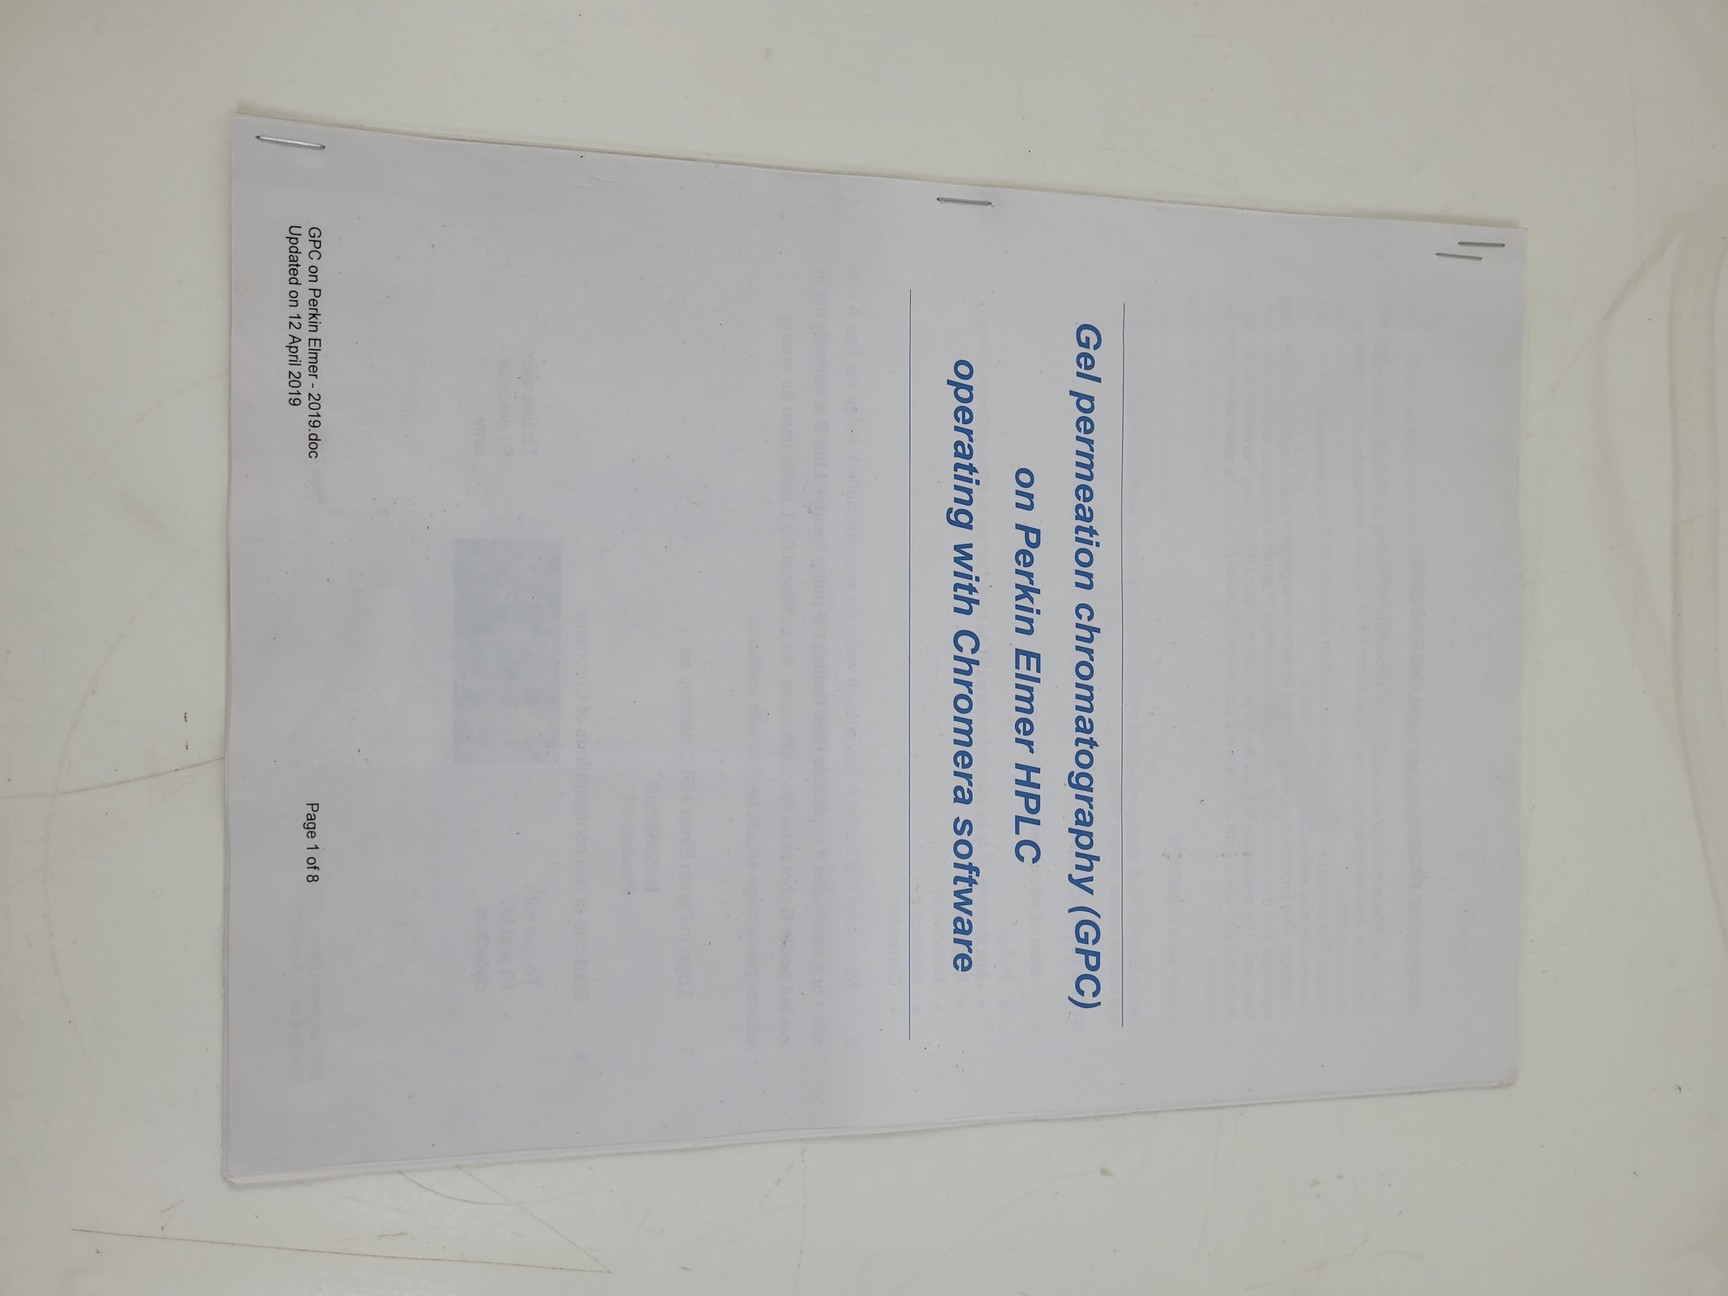 Gel permeation chromatography (GPC)
on Perkin Elmer HPLC
operating with Chromera software
GPC on Perkin Elmer - 2019.doc
Updated on 12 April 2019
Page 1 of 8